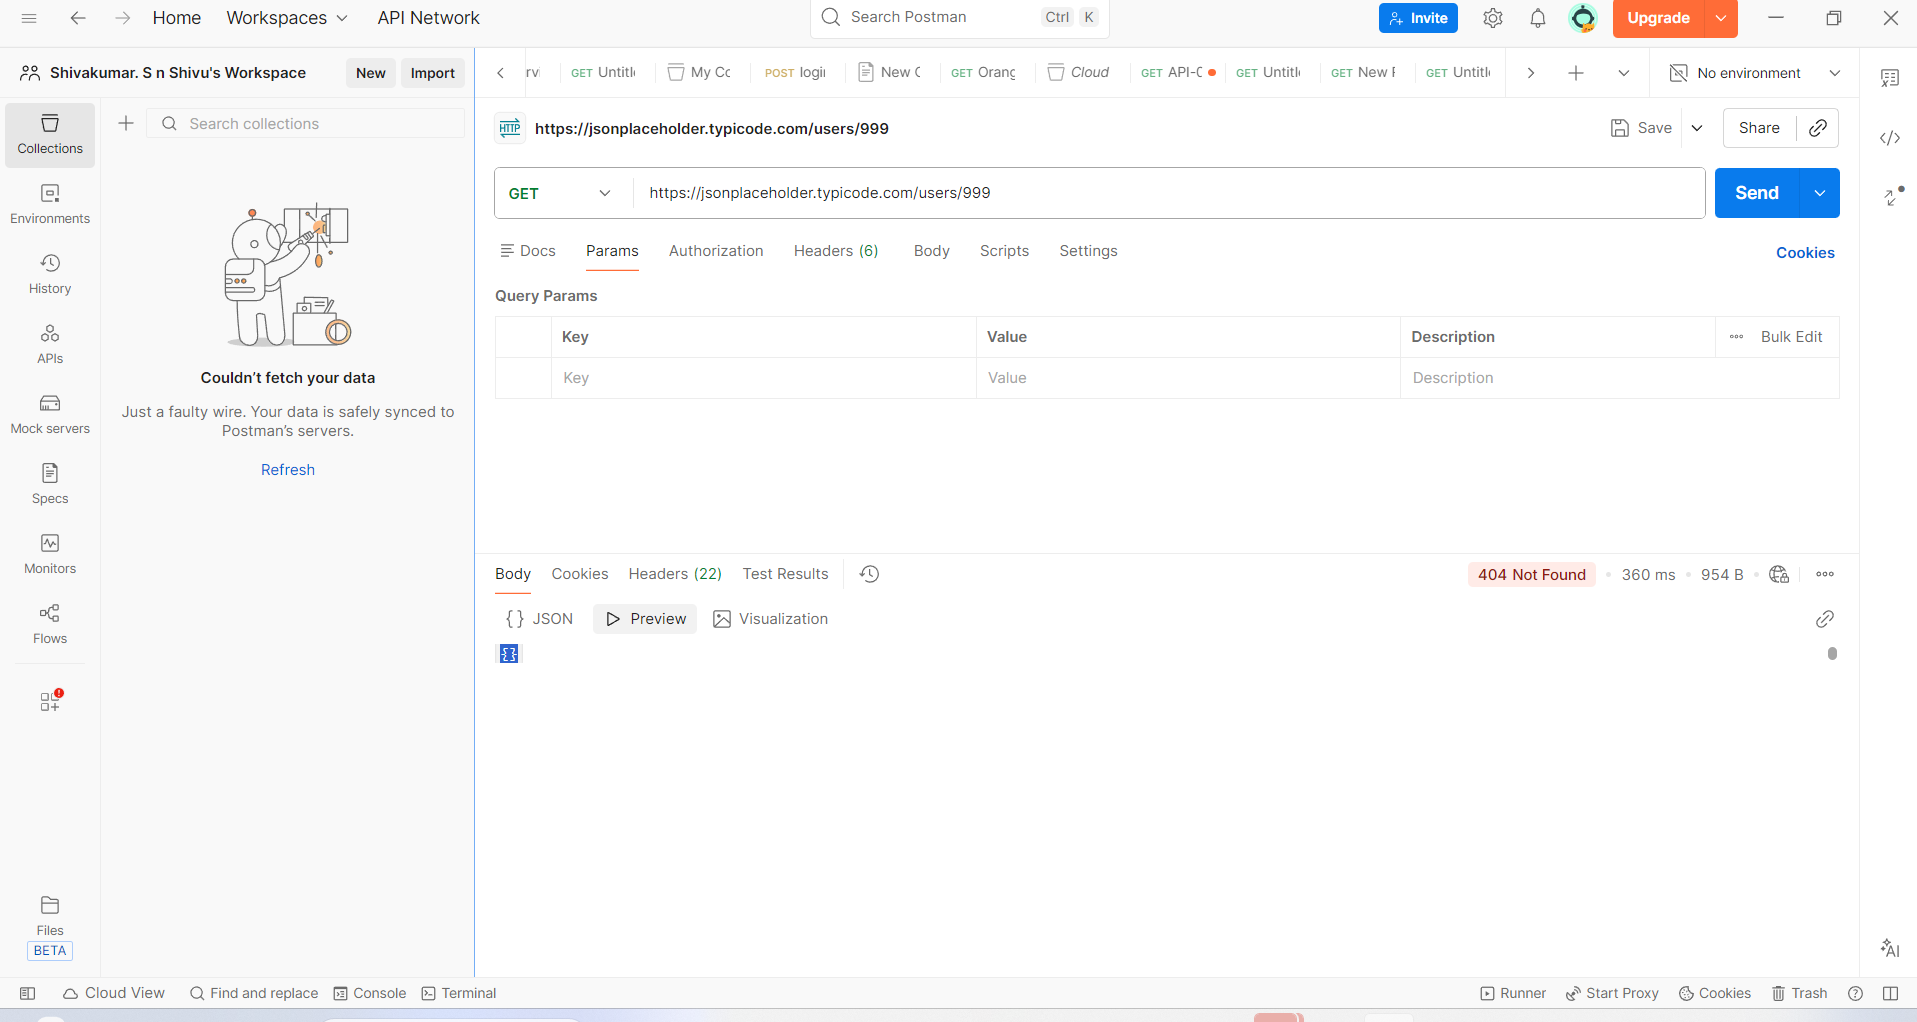 Home Workspaces API Network Search Postman Ctrl K Invite Upgrade
Shivakumar. S n Shivu's Workspace New Import
GET Untitl My Co POST logi New C GET Orang Cloud GET API-C GET Untitl GET New F GET Untitl No environment
Search collections
Collections
Environments
History
APIs
Mock servers
Specs
Monitors
Flows
Files
BETA
Couldn’t fetch your data
Just a faulty wire. Your data is safely synced to
Postman’s servers.
Refresh
HTTP https://jsonplaceholder.typicode.com/users/999 Save Share
GET https://jsonplaceholder.typicode.com/users/999 Send
Docs Params Authorization Headers (6) Body Scripts Settings Cookies
Query Params
Key Value Description Bulk Edit
Key Value Description
Body Cookies Headers (22) Test Results 404 Not Found 360 ms 954 B
{} JSON Preview Visualization
{}
AI
Cloud View Find and replace Console Terminal Runner Start Proxy Cookies Trash